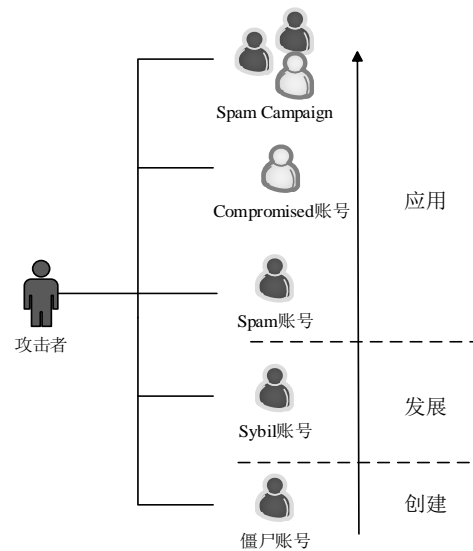 Spam Campaign
Compromised账号
应用
Spam账号
攻击者
Sybil账号
发展
僵尸账号
创建